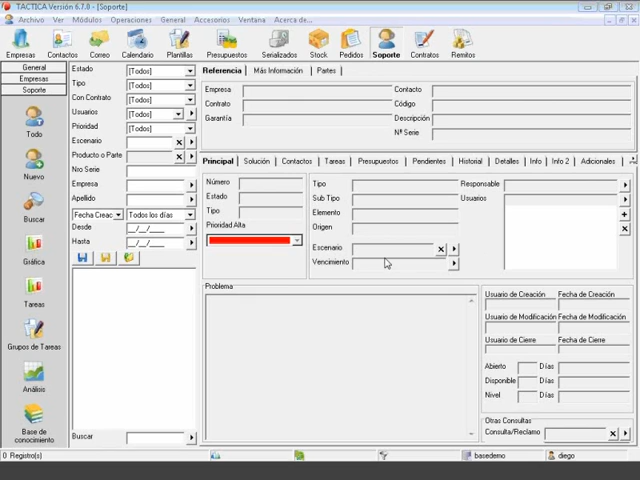 TACTICA Versión 6.7.0 - [Soporte]
Archivo Ver Módulos Operaciones General Accesorios Ventana Acerca de...
Empresas Contactos Correo Calendario Plantillas Presupuestos Serializados Stock Pedidos Soporte Contratos Remitos
General
Empresas
Soporte
Todo
Nuevo
Buscar
Gráfica
Tareas
Grupos de Tareas
Análisis
Base de conocimiento
Estado [Todos]
Tipo [Todos]
Con Contrato [Todos]
Usuarios [Todos]
Prioridad [Todos]
Escenario
Producto o Parte
Nro Serie
Empresa
Apellido
Fecha Creac Todos los días
Desde __/__/____
Hasta __/__/____
Buscar
Referencia Más Información Partes
Empresa Contacto
Contrato Código
Garantía Descripción
Nº Serie
Principal Solución Contactos Tareas Presupuestos Pendientes Historial Detalles Info Info 2 Adicionales
Número Tipo Responsable
Estado Sub Tipo Usuarios
Tipo Elemento
Prioridad Alta Origen
Escenario
Vencimiento
Problema
Usuario de Creación Fecha de Creación
Usuario de Modificación Fecha de Modificación
Usuario de Cierre Fecha de Cierre
Abierto Días
Disponible Días
Nivel Días
Otras Consultas
Consulta/Reclamo
0 Registro(s) basedemo diego